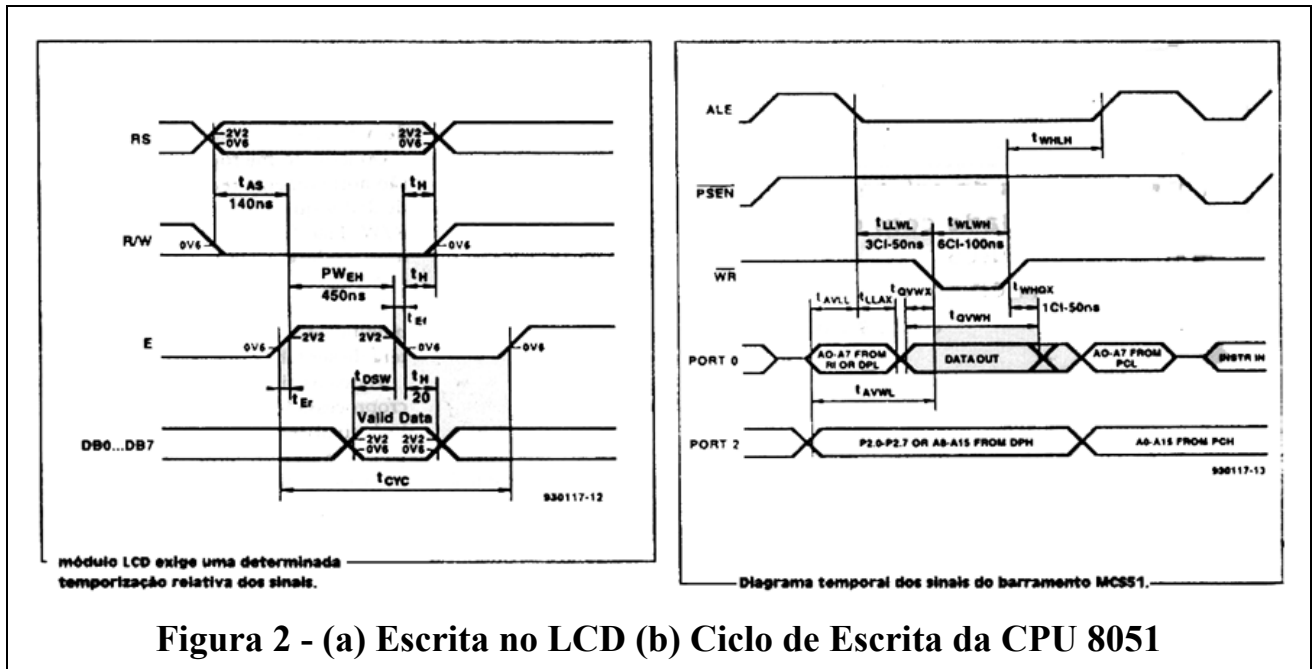 RS
2V2
0V6
2V2
0V6
tAS
140ns
tH
R/W
0V6
0V6
PWEH
450ns
tH
tEf
E
0V6
2V2
2V2
0V6
0V6
tEr
tDSW
tH
20
Valid Data
DB0...DB7
2V2
0V6
2V2
0V6
tCYC
930117-12
módulo LCD exige uma determinada
temporização relativa dos sinais.
ALE
tWHLH
PSEN
tLLWL
3Cl-50ns
tWLWH
6Cl-100ns
WR
tAVLL
tLLAX
tQVWX
tWHQX
1Cl-50ns
tQVWH
PORT 0
A0-A7 FROM
RI OR DPL
DATA OUT
A0-A7 FROM
PCL
INSTR IN
tAVWL
PORT 2
P2.0-P2.7 OR A8-A15 FROM DPH
A0-A15 FROM PCH
930117-13
Diagrama temporal dos sinais do barramento MCS51.
Figura 2 - (a) Escrita no LCD (b) Ciclo de Escrita da CPU 8051